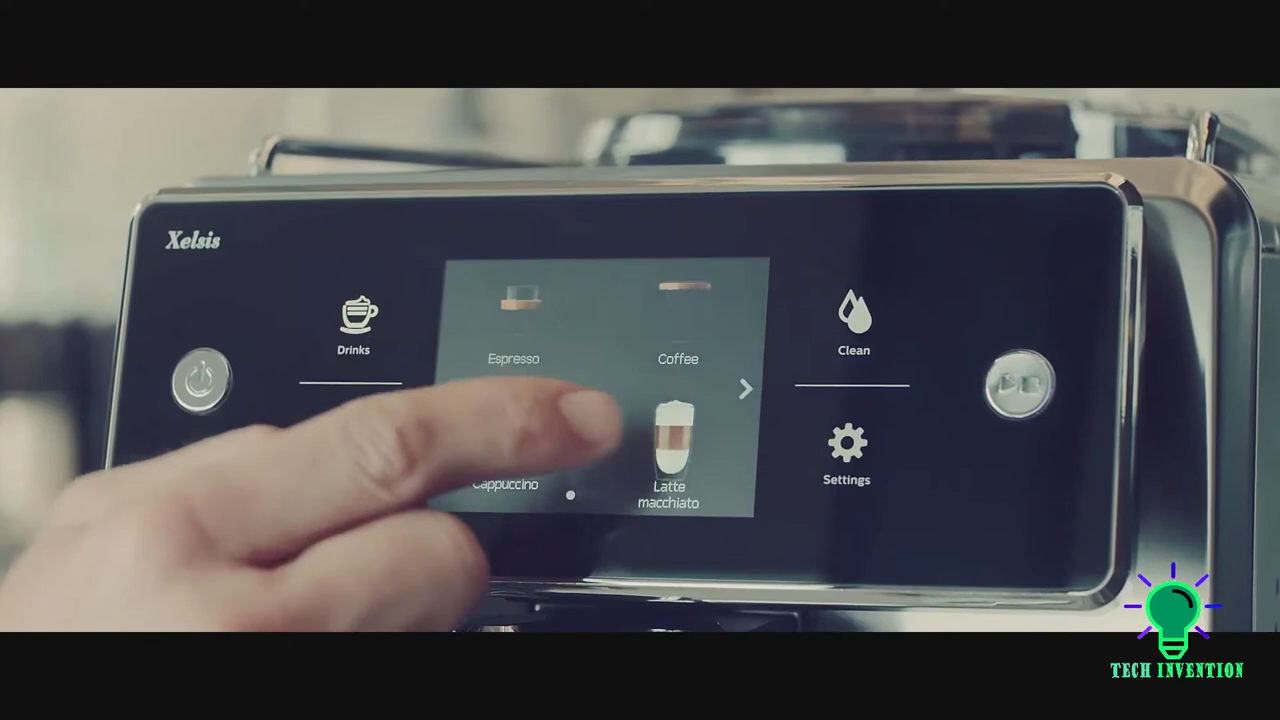 Xelsis
Drinks
Espresso
Coffee
Clean
Cappuccino
Latte
macchiato
Settings
TECH INVENTION